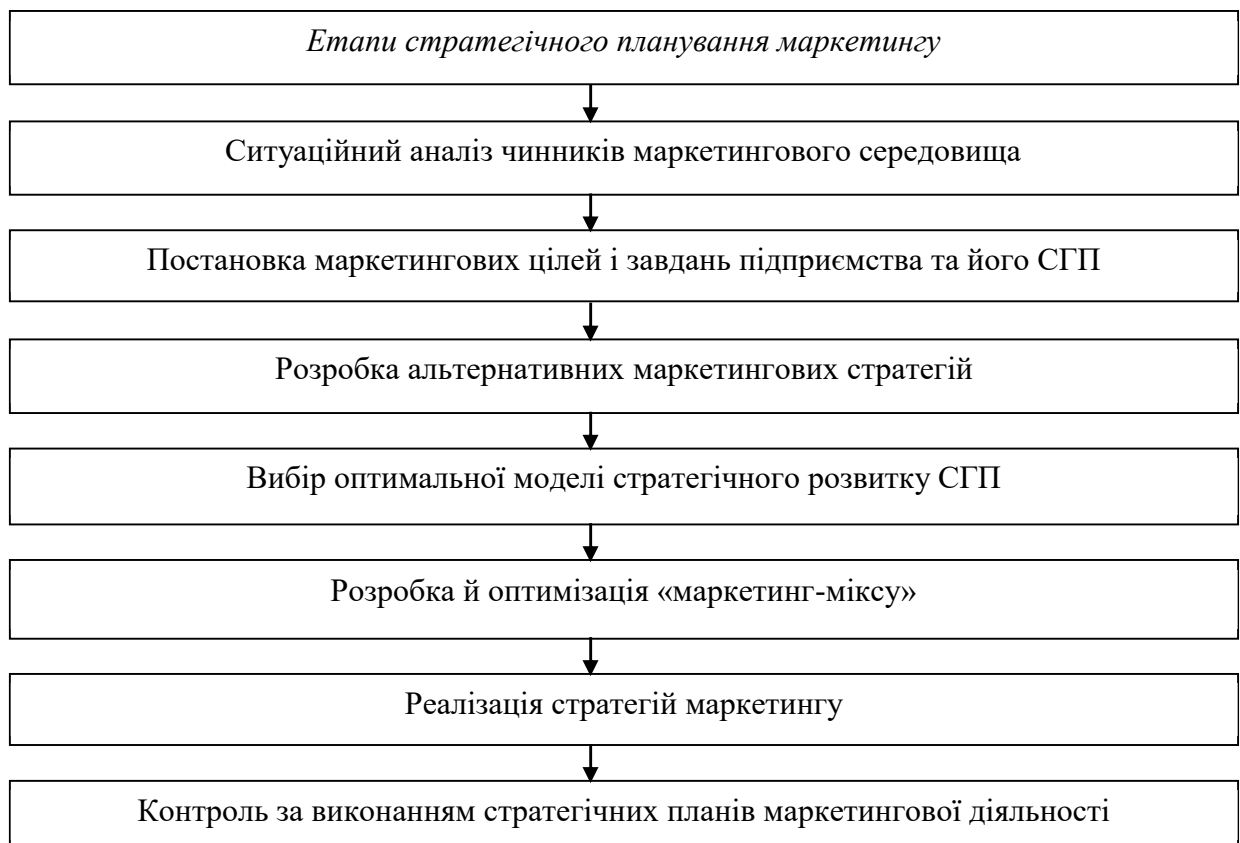 Етапи стратегічного планування маркетингу
Ситуаційний аналіз чинників маркетингового середовища
Постановка маркетингових цілей і завдань підприємства та його СГП
Розробка альтернативних маркетингових стратегій
Вибір оптимальної моделі стратегічного розвитку СГП
Розробка й оптимізація «маркетинг-міксу»
Реалізація стратегій маркетингу
Контроль за виконанням стратегічних планів маркетингової діяльності